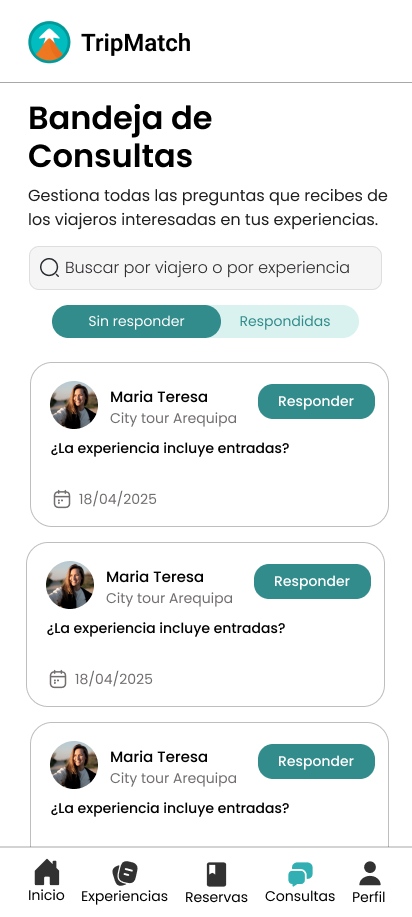 TripMatch
Bandeja de
Consultas
Gestiona todas las preguntas que recibes de
los viajeros interesadas en tus experiencias.
Buscar por viajero o por experiencia
Sin responder
Respondidas
Maria Teresa
Responder
City tour Arequipa
¿La experiencia incluye entradas?
18/04/2025
Maria Teresa
Responder
City tour Arequipa
¿La experiencia incluye entradas?
18/04/2025
Maria Teresa
Responder
City tour Arequipa
¿La experiencia incluye entradas?
Inicio
Experiencias
Reservas
Consultas
Perfil